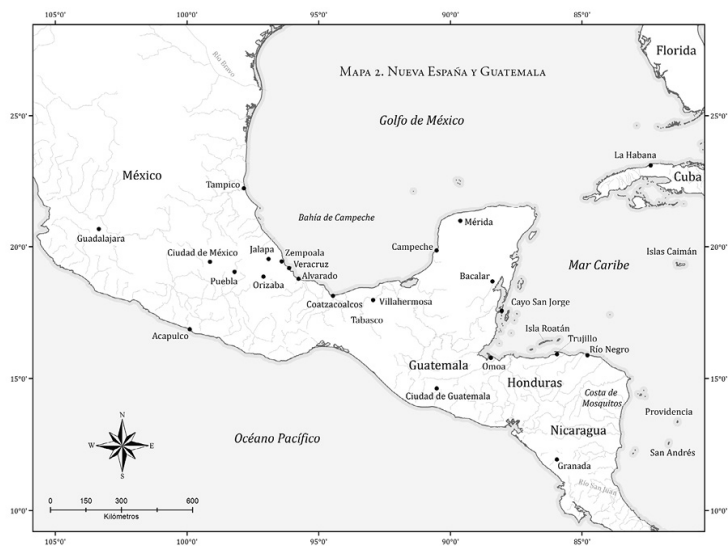 105°0'
100°0'
95°0'
90°0'
85°0'
Florida
Río Bravo
MAPA 2. NUEVA ESPAÑA Y GUATEMALA
25°0'
Golfo de México
25°0'
La Habana
Cuba
México
Tampico
Bahía de Campeche
Mérida
Guadalajara
Campeche
20°0'
Ciudad de México
Jalapa
Zempoala
Veracruz
Islas Caimán
20°0'
Mar Caribe
Puebla
Orizaba
Alvarado
Bacalar
Coatzacoalcos
Villahermosa
Cayo San Jorge
Tabasco
Isla Roatán
Acapulco
Trujillo
Río Negro
15°0'
Guatemala
Omoa
15°0'
Honduras
Ciudad de Guatemala
Costa de
Mosquitos
Providencia
N
Nicaragua
W
E
Océano Pacífico
San Andrés
S
Granada
Río San Juan
0 150 300 600
Kilómetros
10°0'
10°0'
105°0'
100°0'
95°0'
90°0'
85°0'